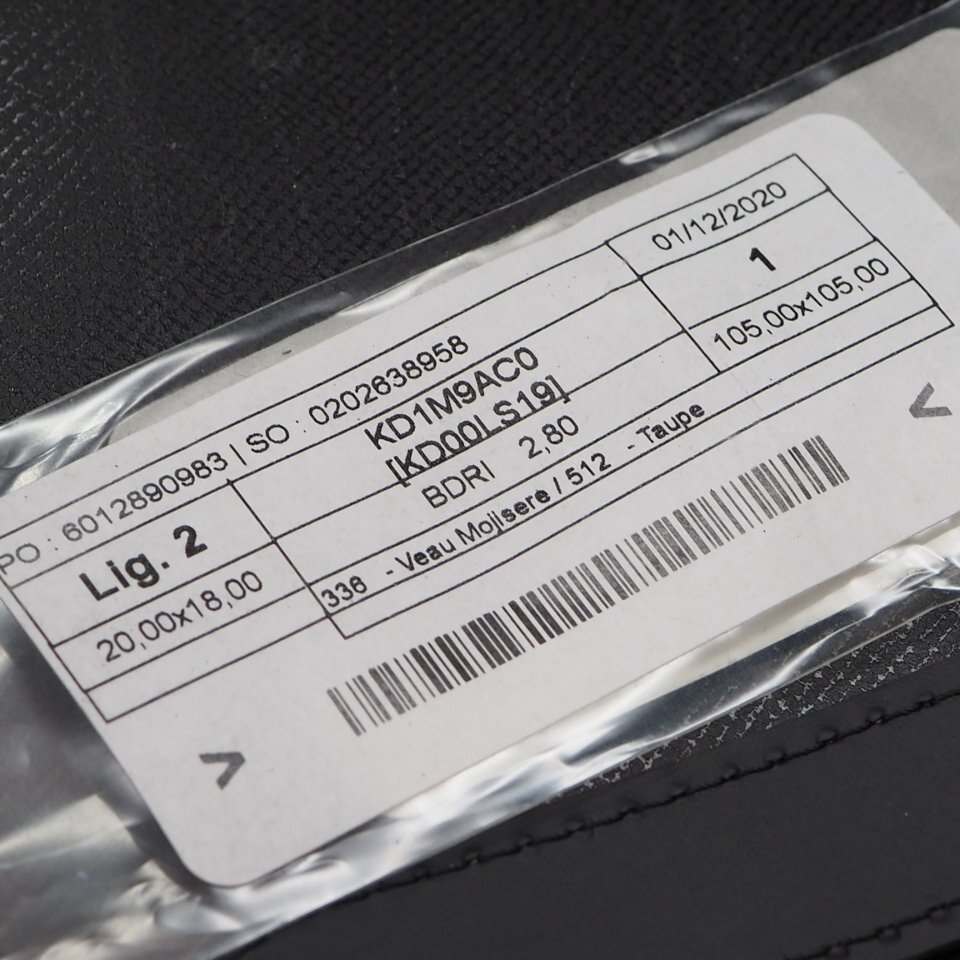 PO : 6012890983 | SO : 0202638958
01/12/2020
Lig. 2
KD1M9AC0
1
[KD00LS19]
20,00x18,00
BDRI 2,80
105,00x105,00
336 - Veau Mojisere / 512 - Taupe